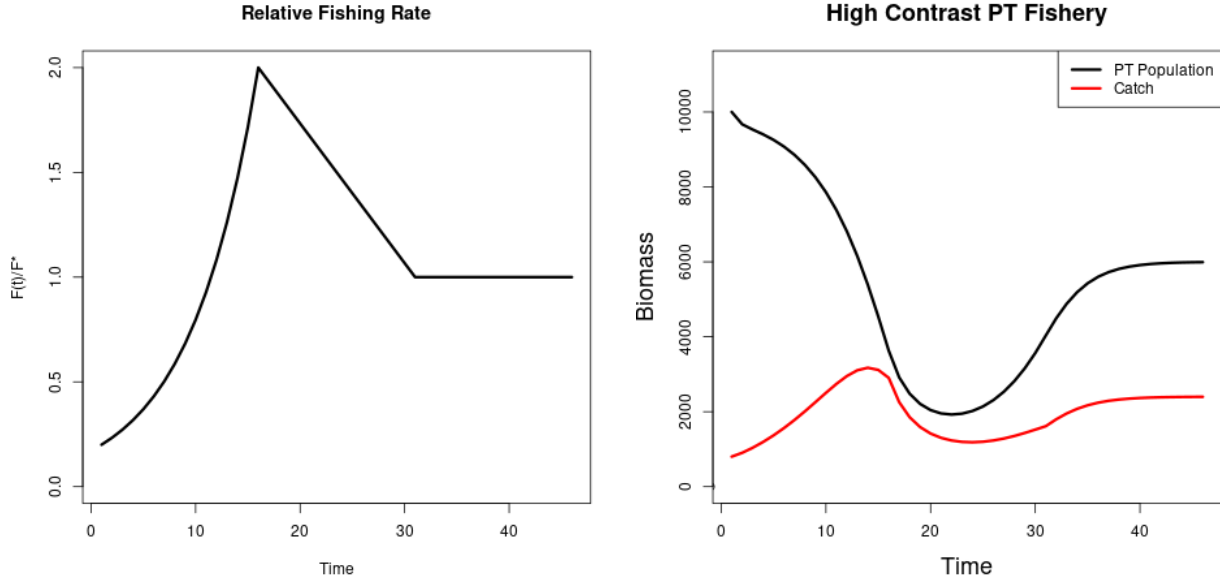 Relative Fishing Rate
F(t)/F*
2.0
1.5
1.0
0.5
0.0
0 10 20 30 40
Time
High Contrast PT Fishery
PT Population
Catch
Biomass
10000
8000
6000
4000
2000
0
0 10 20 30 40
Time